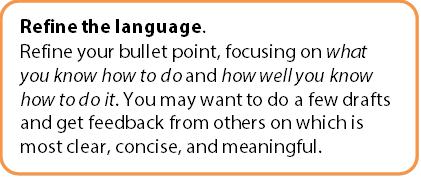 Refine the language.
Refine your bullet point, focusing on what
you know how to do and how well you know
how to do it. You may want to do a few drafts
and get feedback from others on which is
most clear, concise, and meaningful.